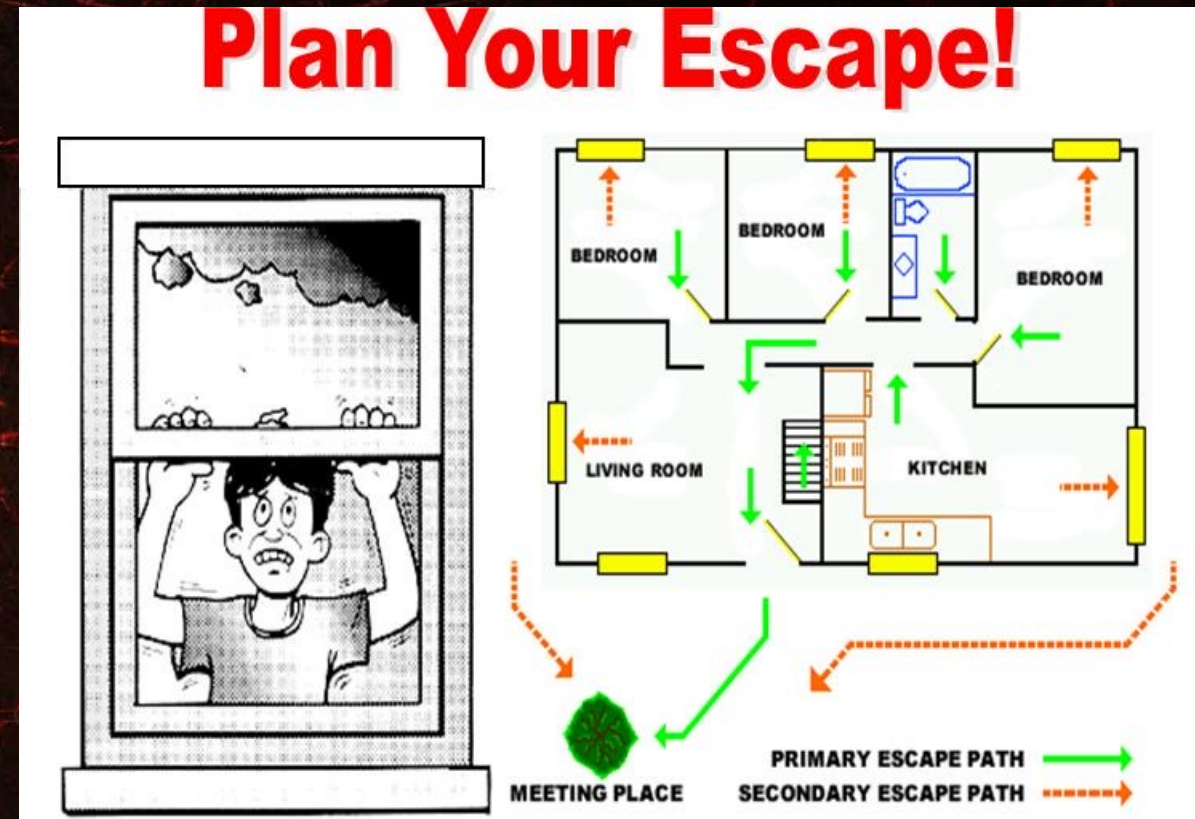 Plan Your Escape!
BEDROOM
BEDROOM
BEDROOM
LIVING ROOM
KITCHEN
MEETING PLACE
PRIMARY ESCAPE PATH
SECONDARY ESCAPE PATH